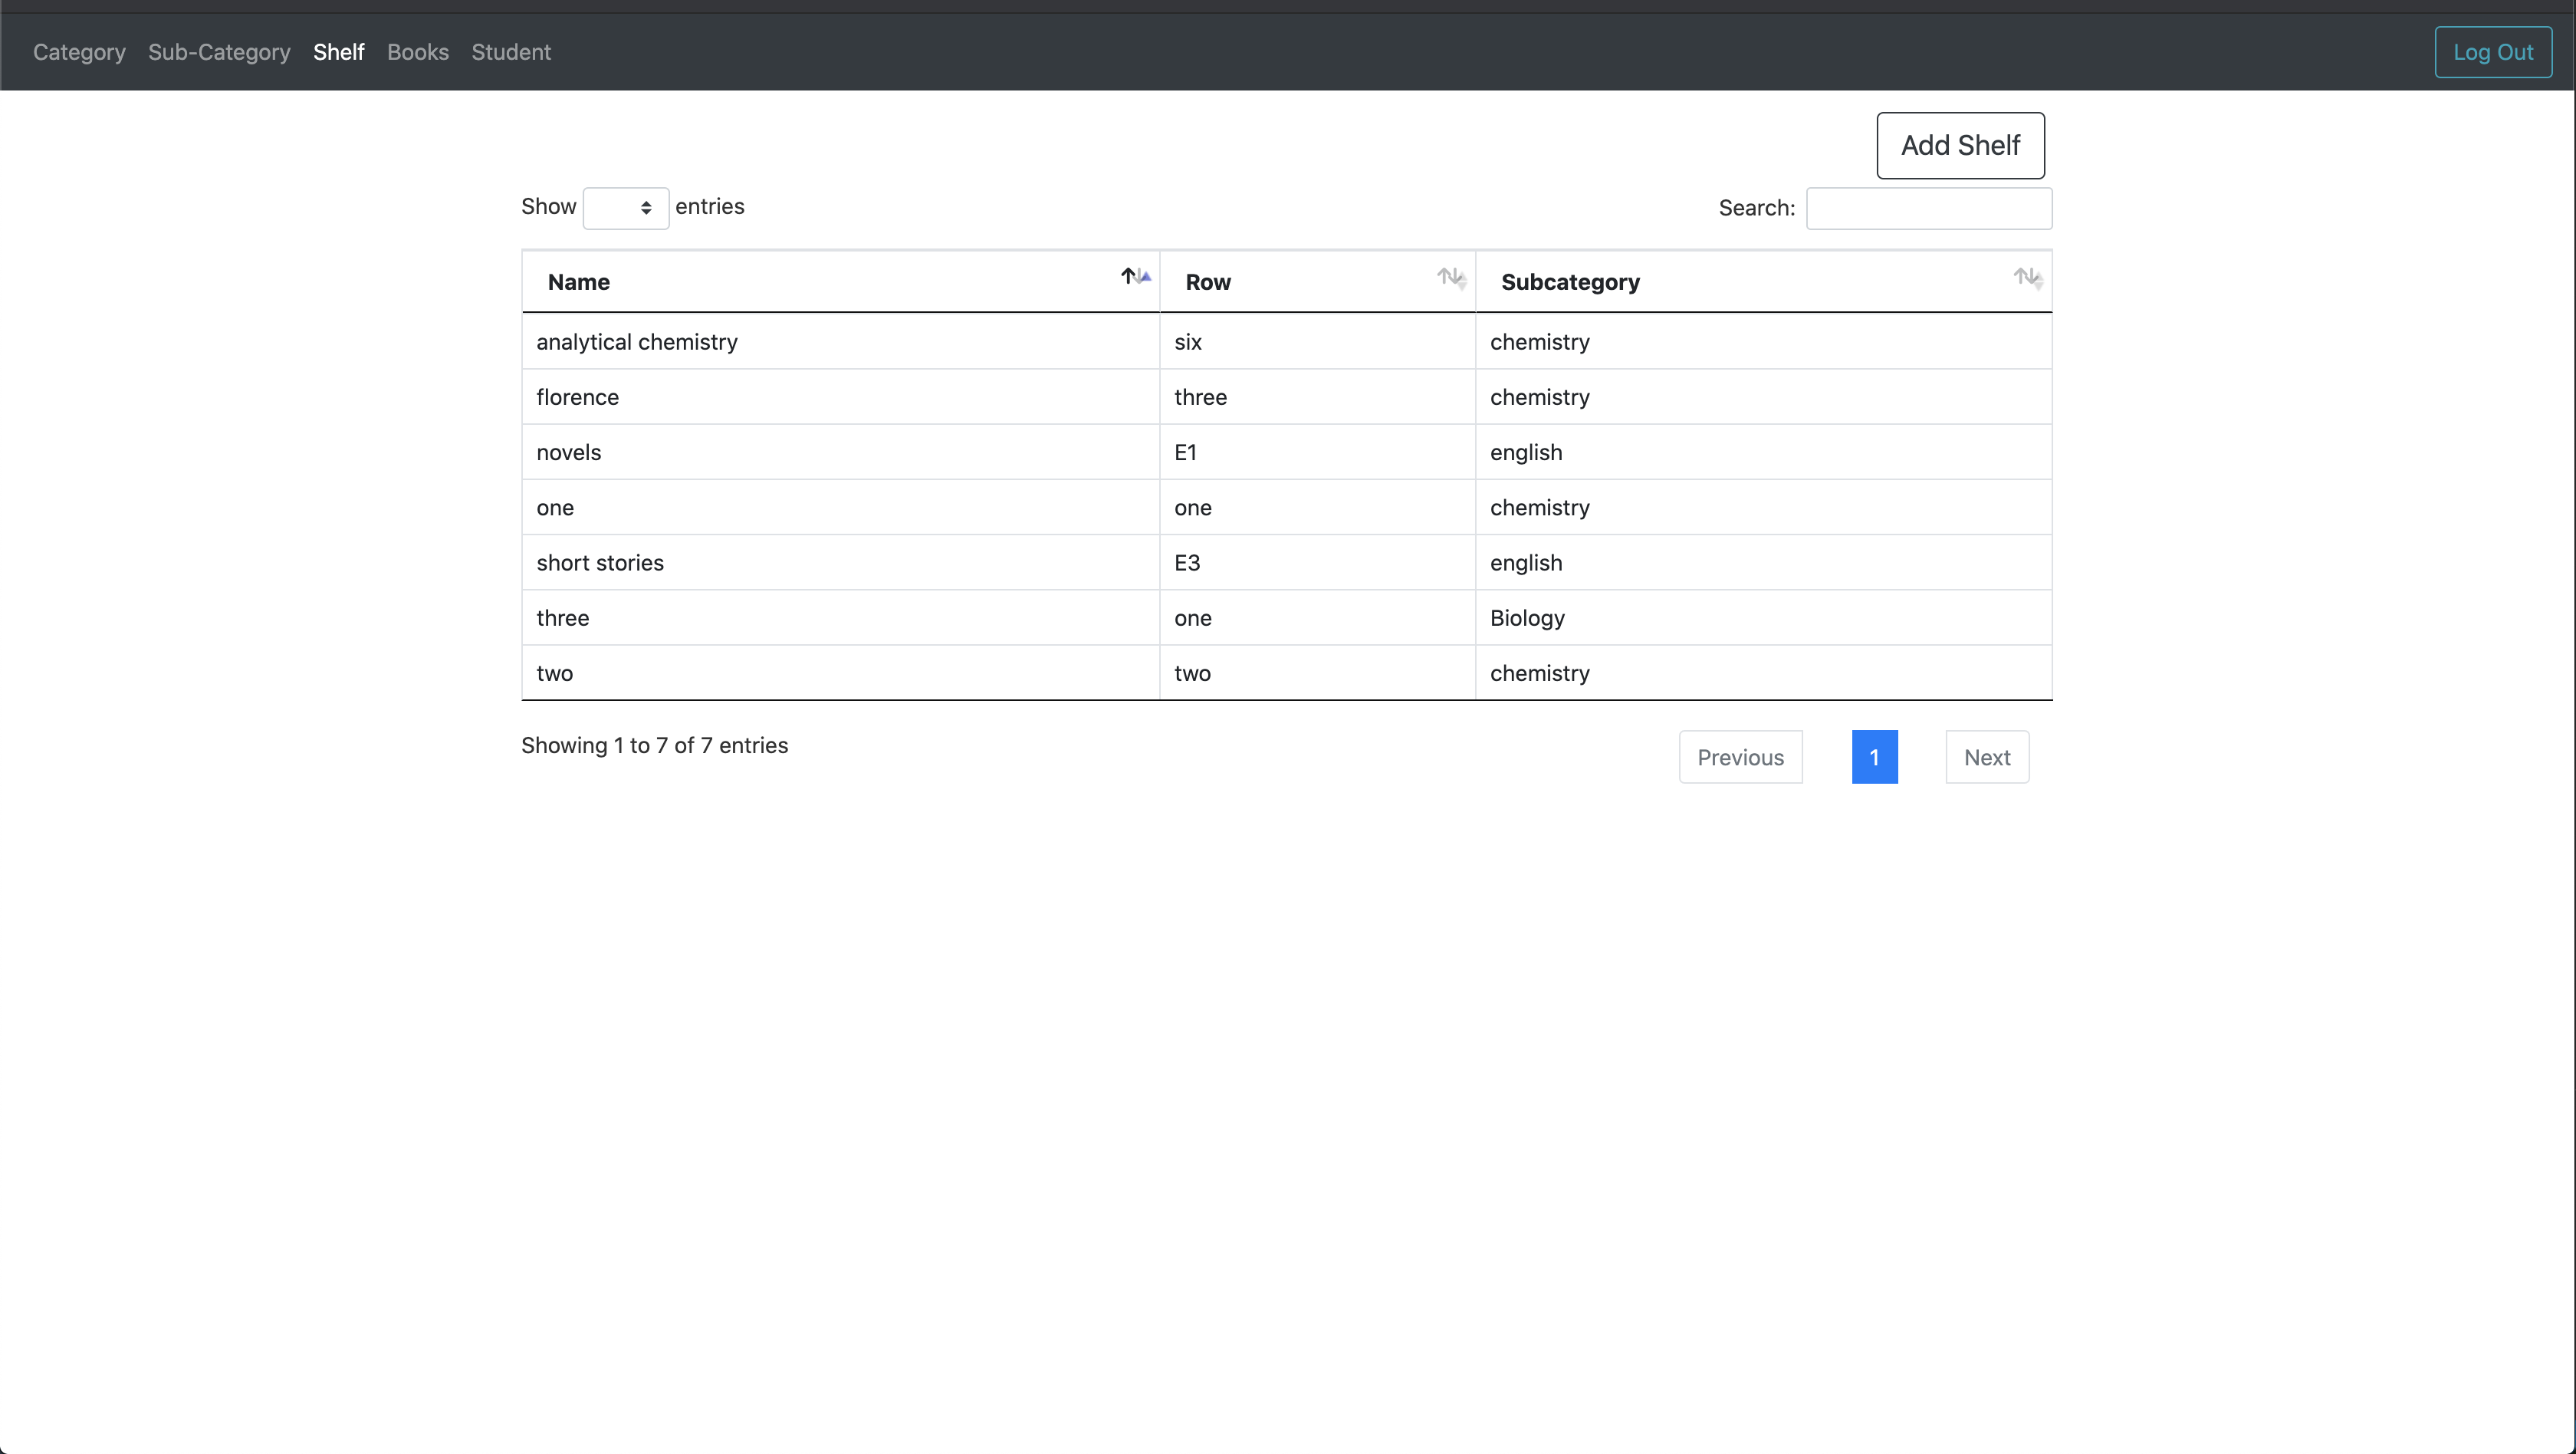 Category Sub-Category Shelf Books Student Log Out
Add Shelf
Show entries Search:
Name Row Subcategory
analytical chemistry six chemistry
florence three chemistry
novels E1 english
one one chemistry
short stories E3 english
three one Biology
two two chemistry
Showing 1 to 7 of 7 entries Previous 1 Next